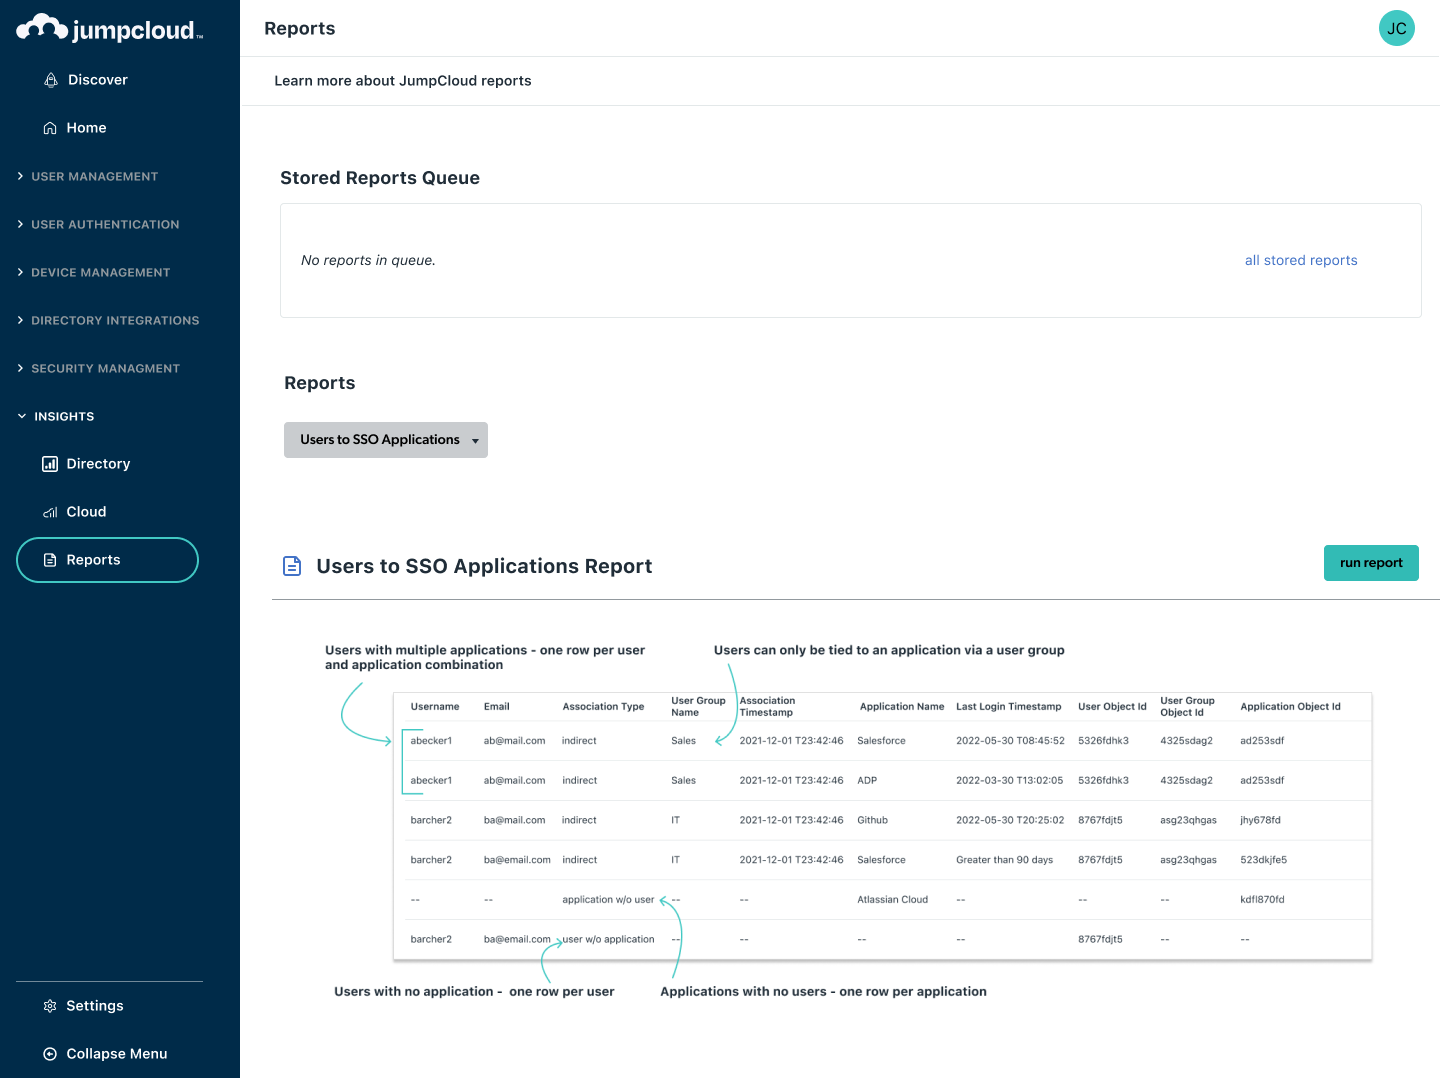 jumpcloud™
Discover
Home
USER MANAGEMENT
USER AUTHENTICATION
DEVICE MANAGEMENT
DIRECTORY INTEGRATIONS
SECURITY MANAGMENT
INSIGHTS
Directory
Cloud
Reports
Settings
Collapse Menu
Reports
JC
Learn more about JumpCloud reports
Stored Reports Queue
No reports in queue.
all stored reports
Reports
Users to SSO Applications
Users to SSO Applications Report
run report
Users with multiple applications - one row per user
and application combination
Users can only be tied to an application via a user group
Username Email Association Type User Group Name Association Timestamp Application Name Last Login Timestamp User Object Id User Group Object Id Application Object Id
abecker1 ab@mail.com indirect Sales 2021-12-01 T23:42:46 Salesforce 2022-05-30 T08:45:52 5326fdhk3 4325sdag2 ad253sdf
abecker1 ab@mail.com indirect Sales 2021-12-01 T23:42:46 ADP 2022-03-30 T13:02:05 5326fdhk3 4325sdag2 ad253sdf
barcher2 ba@mail.com indirect IT 2021-12-01 T23:42:46 Github 2022-05-30 T20:25:02 8767fdjt5 asg23qhgas jhy678fd
barcher2 ba@email.com indirect IT 2021-12-01 T23:42:46 Salesforce Greater than 90 days 8767fdjt5 asg23qhgas 523dkjfe5
-- -- application w/o user -- -- Atlassian Cloud -- -- -- kdfl870fd
barcher2 ba@email.com user w/o application -- -- -- -- 8767fdjt5 -- --
Users with no application - one row per user
Applications with no users - one row per application